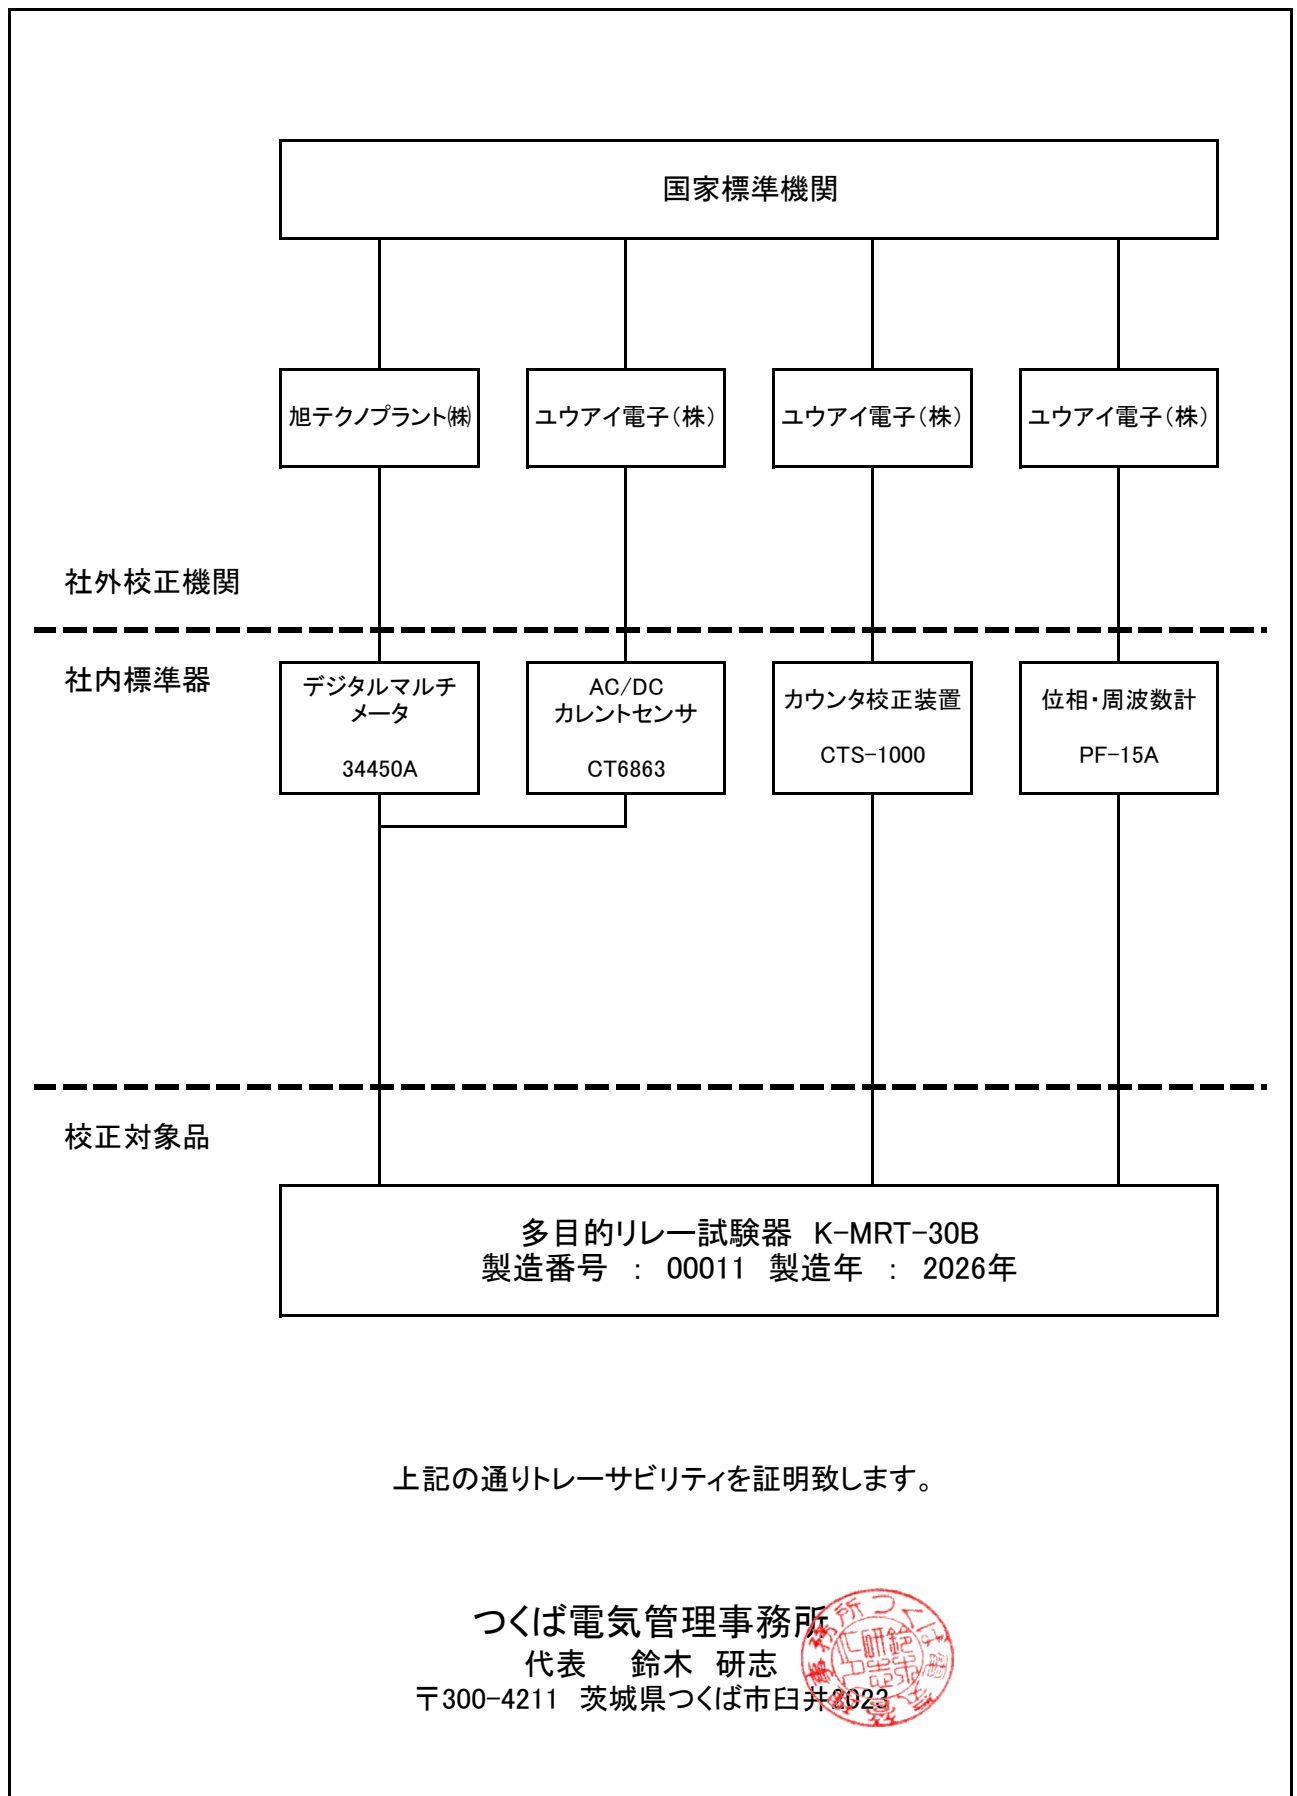 国家標準機関
旭テクノプラント㈱
ユウアイ電子（株）
ユウアイ電子（株）
ユウアイ電子（株）
社外校正機関
社内標準器
デジタルマルチ
メータ
34450A
AC/DC
カレントセンサ
CT6863
カウンタ校正装置
CTS-1000
位相・周波数計
PF-15A
校正対象品
多目的リレー試験器 K-MRT-30B
製造番号 ： 00011 製造年 ： 2026年
上記の通りトレーサビリティを証明致します。
つくば電気管理事務所
代表 鈴木 研志
〒300-4211 茨城県つくば市臼井2023